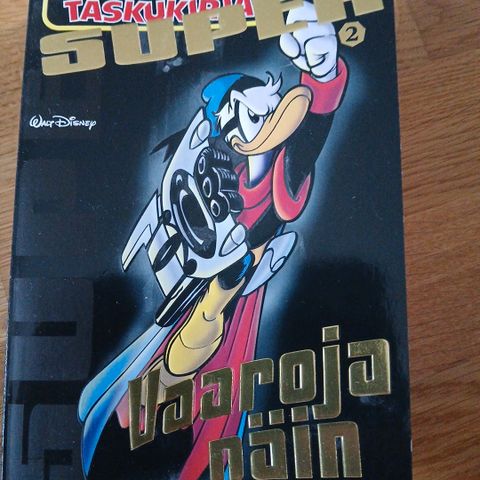 TASKUKIRJA
SUPER
2
Walt Disney
Vaaroja
päin